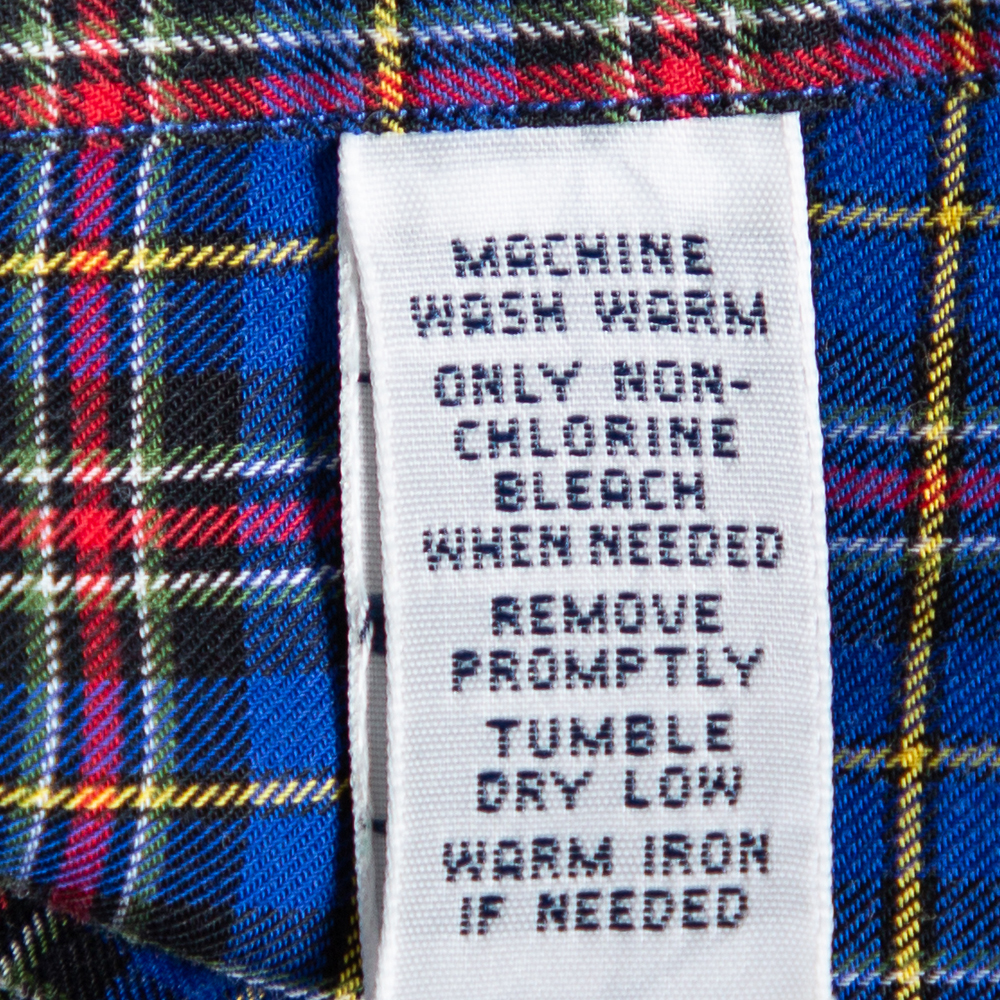 MACHINE
WASH WARM
ONLY NON-
CHLORINE
BLEACH
WHEN NEEDED
REMOVE
PROMPTLY
TUMBLE
DRY LOW
WARM IRON
IF NEEDED